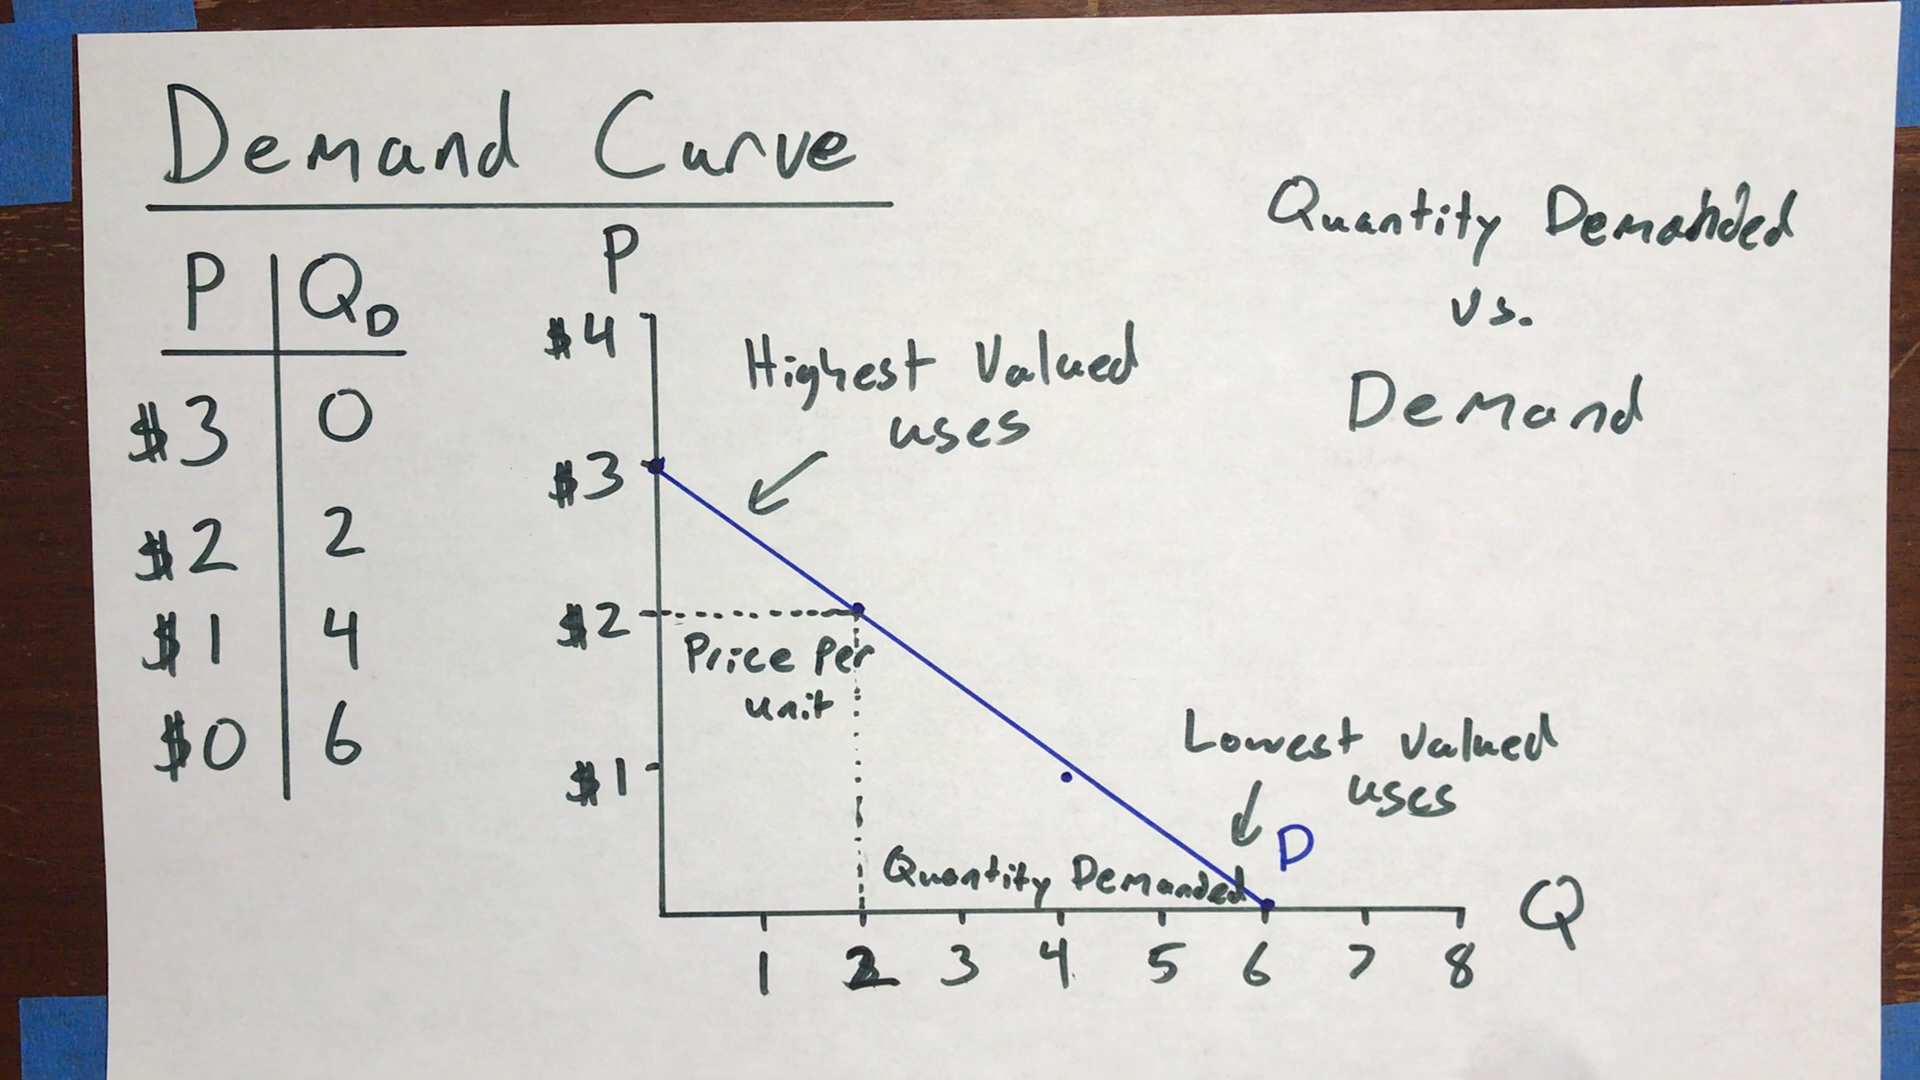 Demand Curve
P QD
$3 0
$2 2
$1 4
$0 6
P
$4
$3
$2
$1
Highest Valued
uses
Price Per
unit
Lowest Valued
uses
D
Quantity Demanded
1 2 3 4 5 6 7 8
Q
Quantity Demanded
vs.
Demand